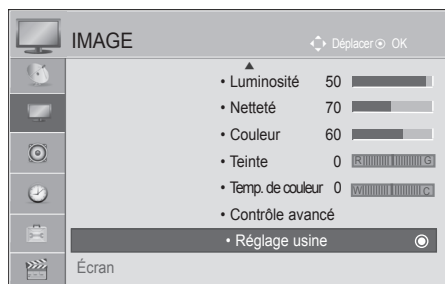 IMAGE
Déplacer OK
• Luminosité 50
• Netteté 70
• Couleur 60
• Teinte 0 R G
• Temp. de couleur 0 W C
• Contrôle avancé
• Réglage usine
Écran